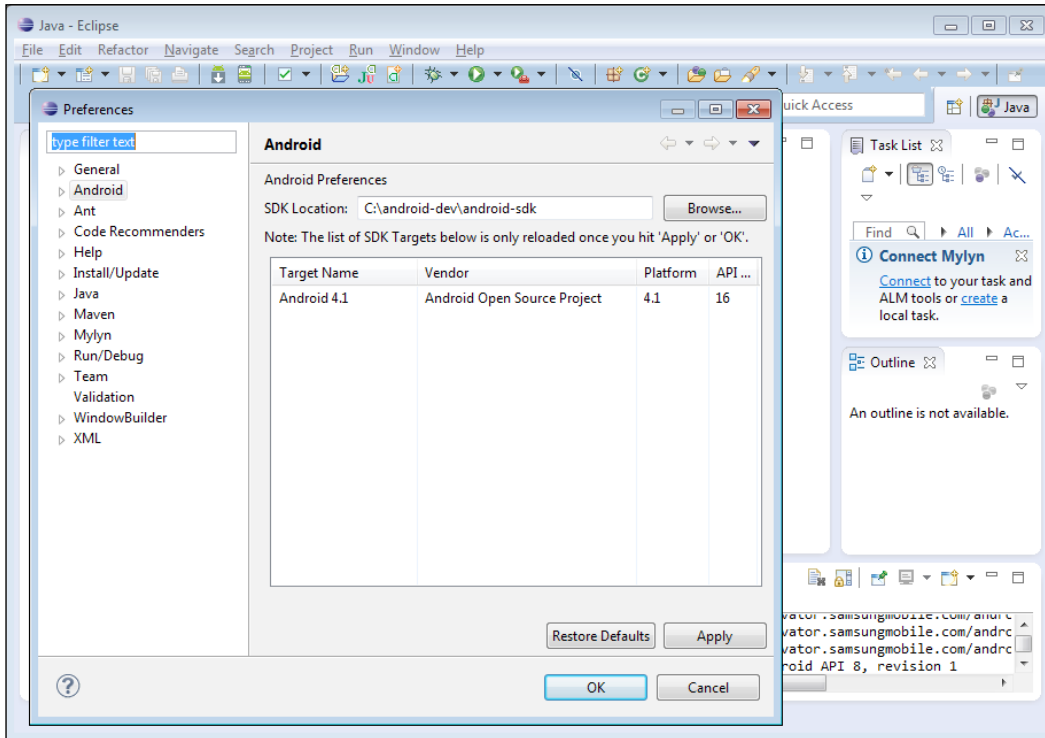 Java - Eclipse
File Edit Refactor Navigate Search Project Run Window Help
Access
Java
Preferences
type filter text
General
Android
Ant
Code Recommenders
Help
Install/Update
Java
Maven
Mylyn
Run/Debug
Team
Validation
WindowBuilder
XML
Android
Android Preferences
SDK Location: C:\android-dev\android-sdk Browse...
Note: The list of SDK Targets below is only reloaded once you hit 'Apply' or 'OK'.
Target Name Vendor Platform API ...
Android 4.1 Android Open Source Project 4.1 16
Restore Defaults Apply
OK Cancel
Task List
Find All Ac...
Connect Mylyn
Connect to your task and
ALM tools or create a
local task.
Outline
An outline is not available.
vator.samsungmobile.com/andrc
vator.samsungmobile.com/andrc
roid API 8, revision 1